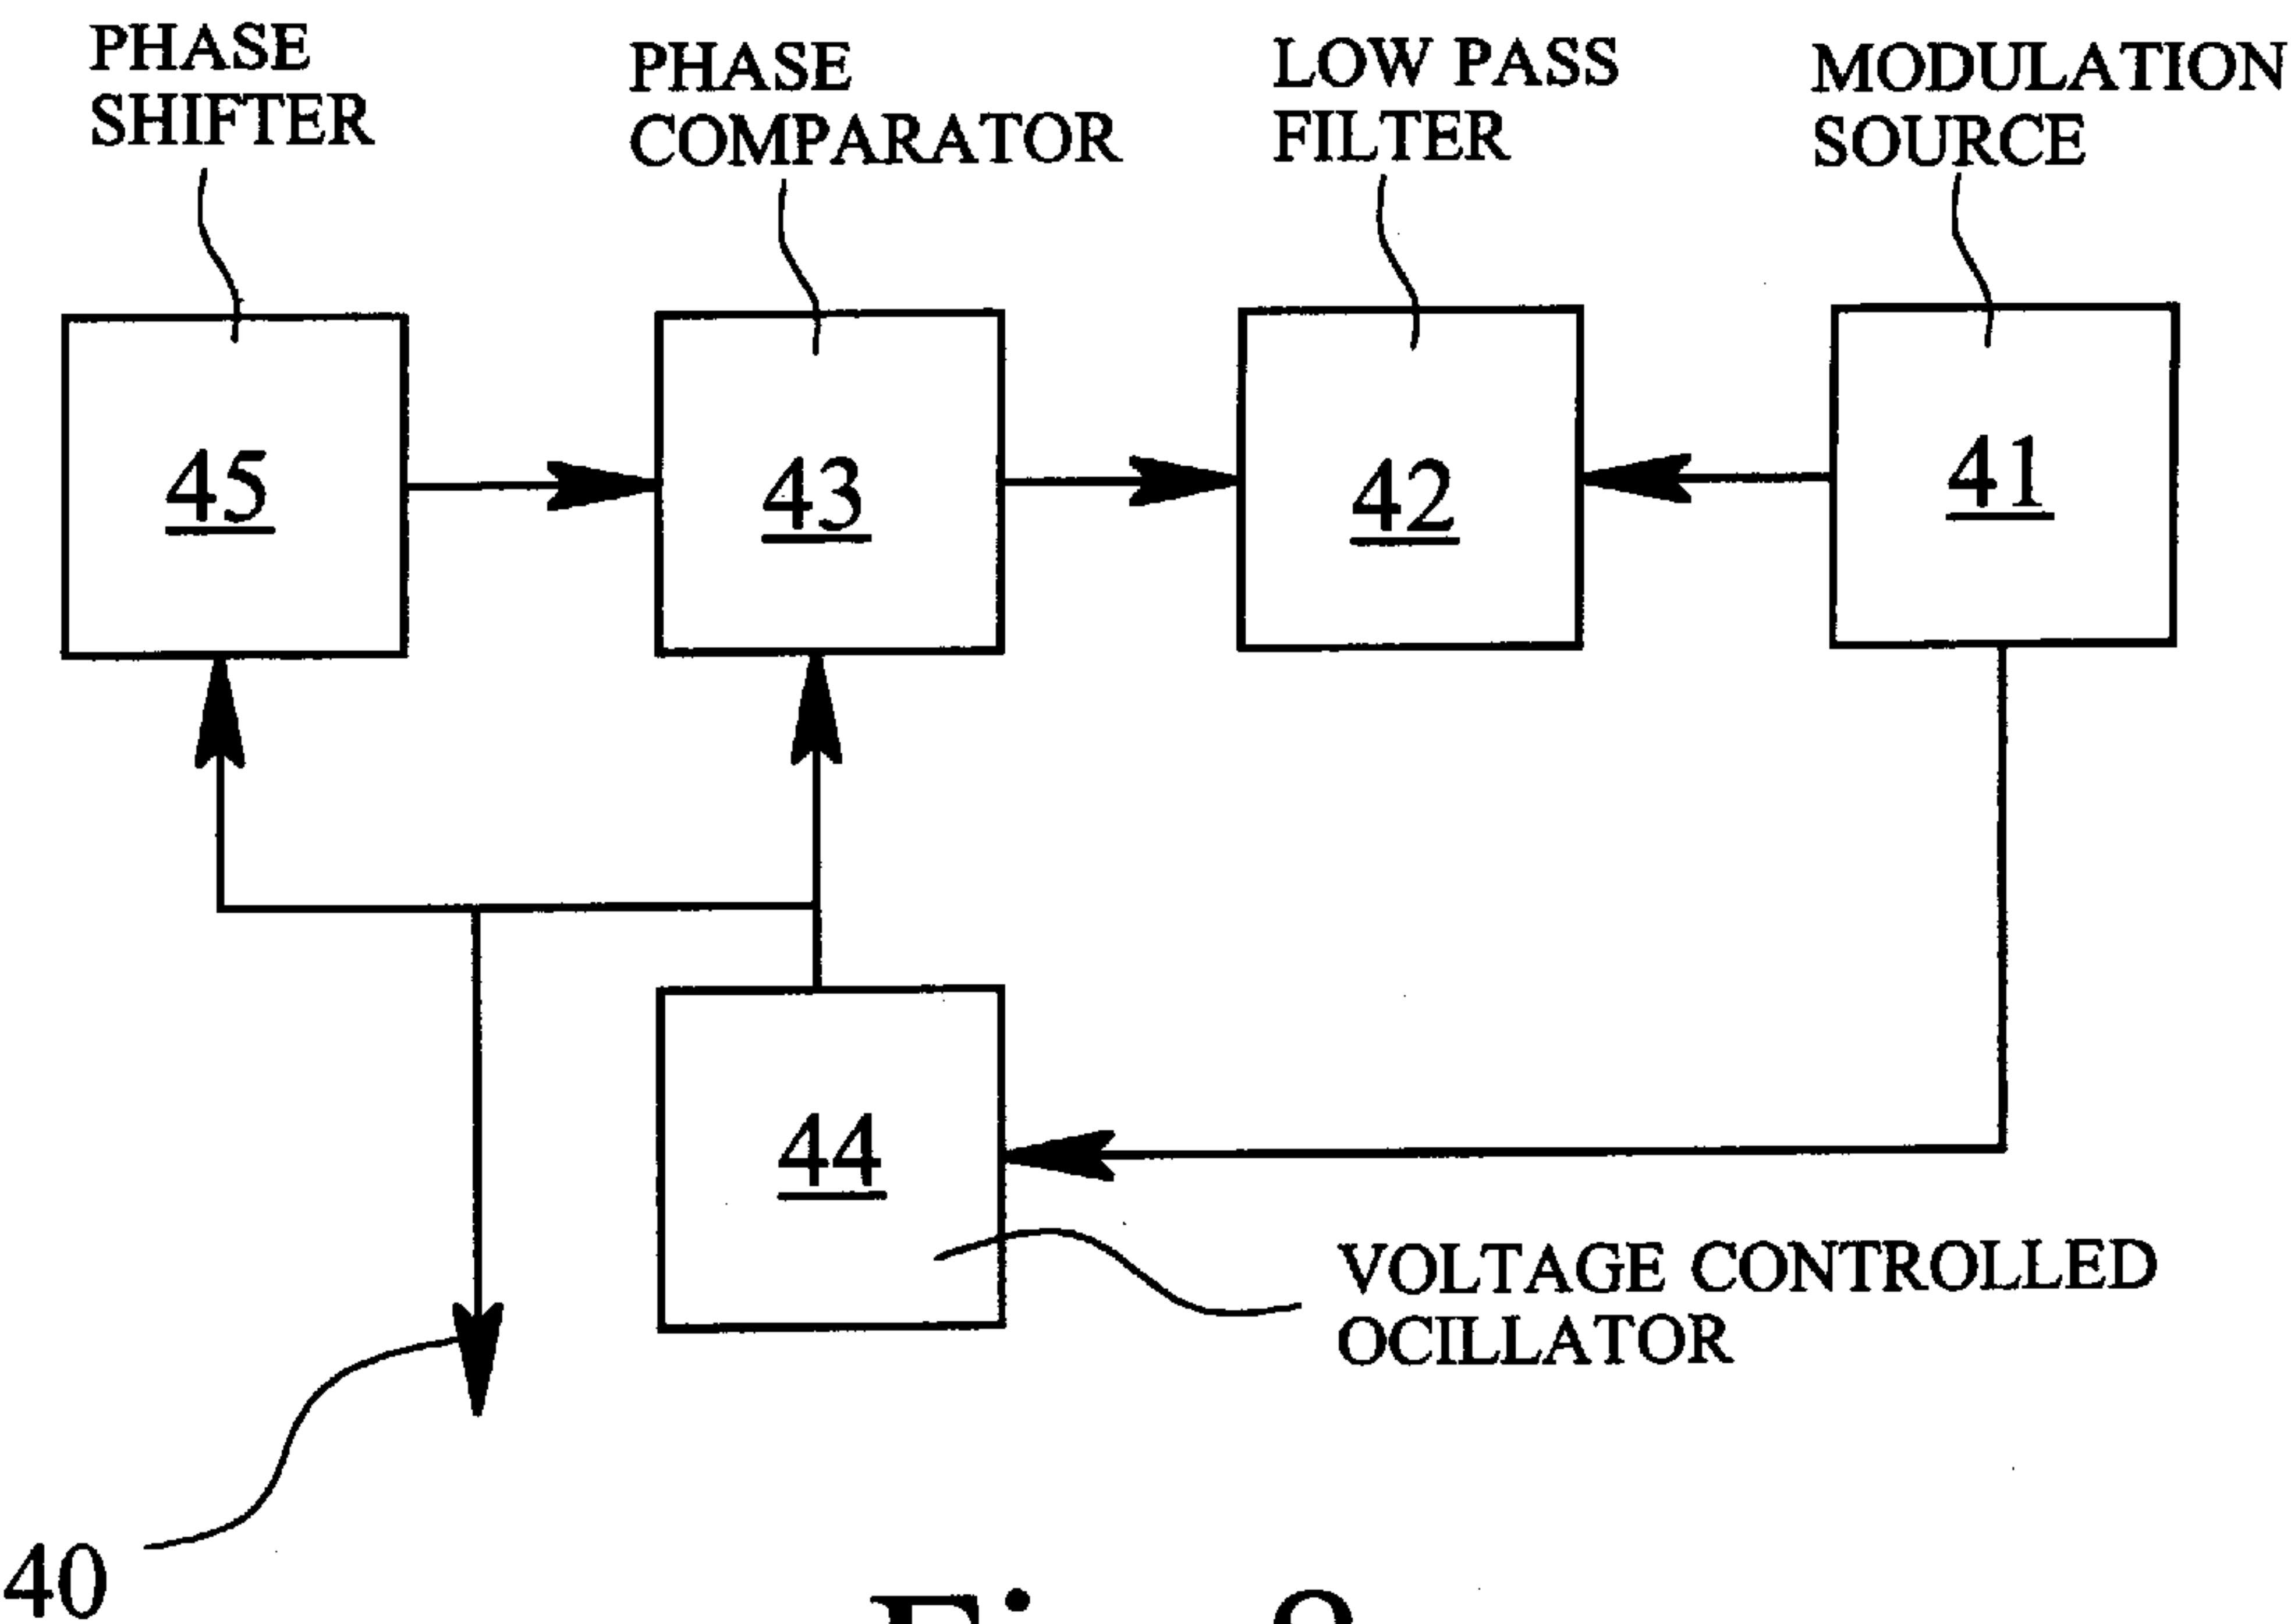 PHASE
SHIFTER
PHASE
COMPARATOR
LOW PASS
FILTER
MODULATION
SOURCE
45
43
42
41
44
VOLTAGE CONTROLLED
OCILLATOR
40